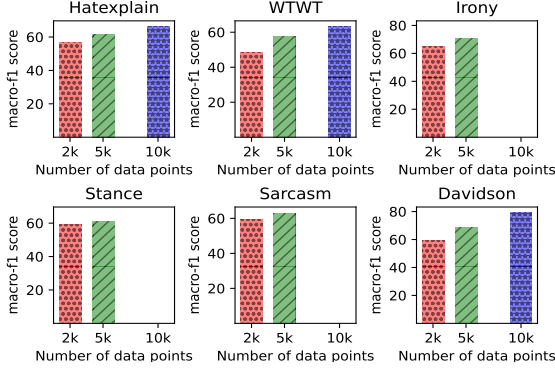 Hatexplain
macro-f1 score
60
40
20
2k 5k 10k
Number of data points
WTWT
macro-f1 score
60
40
20
2k 5k 10k
Number of data points
Irony
macro-f1 score
80
60
40
20
2k 5k 10k
Number of data points
Stance
macro-f1 score
60
40
20
2k 5k 10k
Number of data points
Sarcasm
macro-f1 score
60
40
20
2k 5k 10k
Number of data points
Davidson
macro-f1 score
80
60
40
20
2k 5k 10k
Number of data points